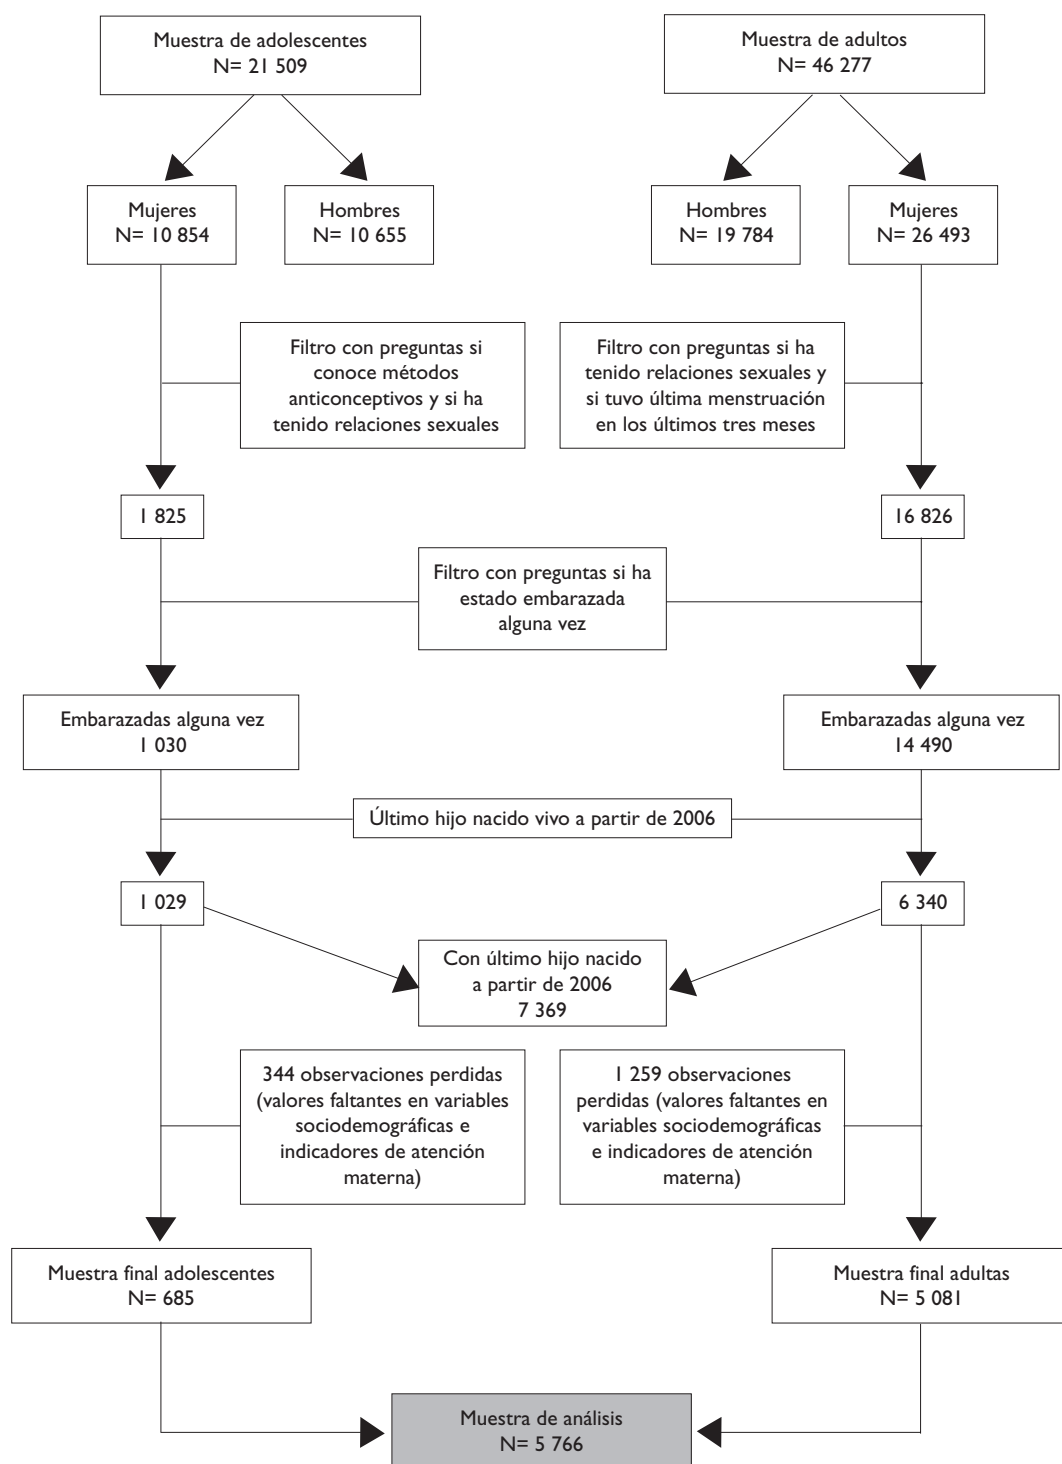 Muestra de adolescentes
N= 21 509
Muestra de adultos
N= 46 277
Mujeres
N= 10 854
Hombres
N= 10 655
Hombres
N= 19 784
Mujeres
N= 26 493
Filtro con preguntas si
conoce métodos
anticonceptivos y si ha
tenido relaciones sexuales
Filtro con preguntas si ha
tenido relaciones sexuales y
si tuvo última menstruación
en los últimos tres meses
1 825
16 826
Filtro con preguntas si ha
estado embarazada
alguna vez
Embarazadas alguna vez
1 030
Embarazadas alguna vez
14 490
Último hijo nacido vivo a partir de 2006
1 029
6 340
Con último hijo nacido
a partir de 2006
7 369
344 observaciones perdidas
(valores faltantes en variables
sociodemográficas e
indicadores de atención
materna)
1 259 observaciones
perdidas (valores faltantes en
variables sociodemográficas
e indicadores de atención
materna)
Muestra final adolescentes
N= 685
Muestra final adultas
N= 5 081
Muestra de análisis
N= 5 766